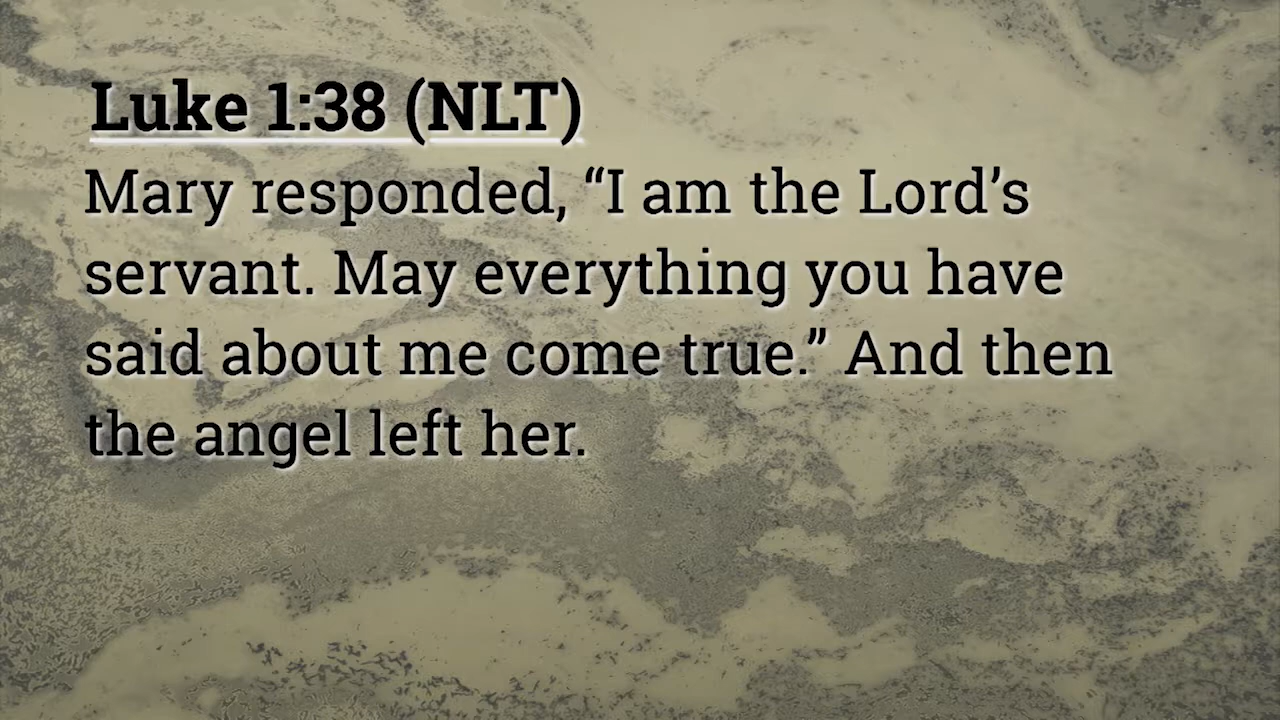 Luke 1:38 (NLT)
Mary responded, “I am the Lord’s
servant. May everything you have
said about me come true.” And then
the angel left her.